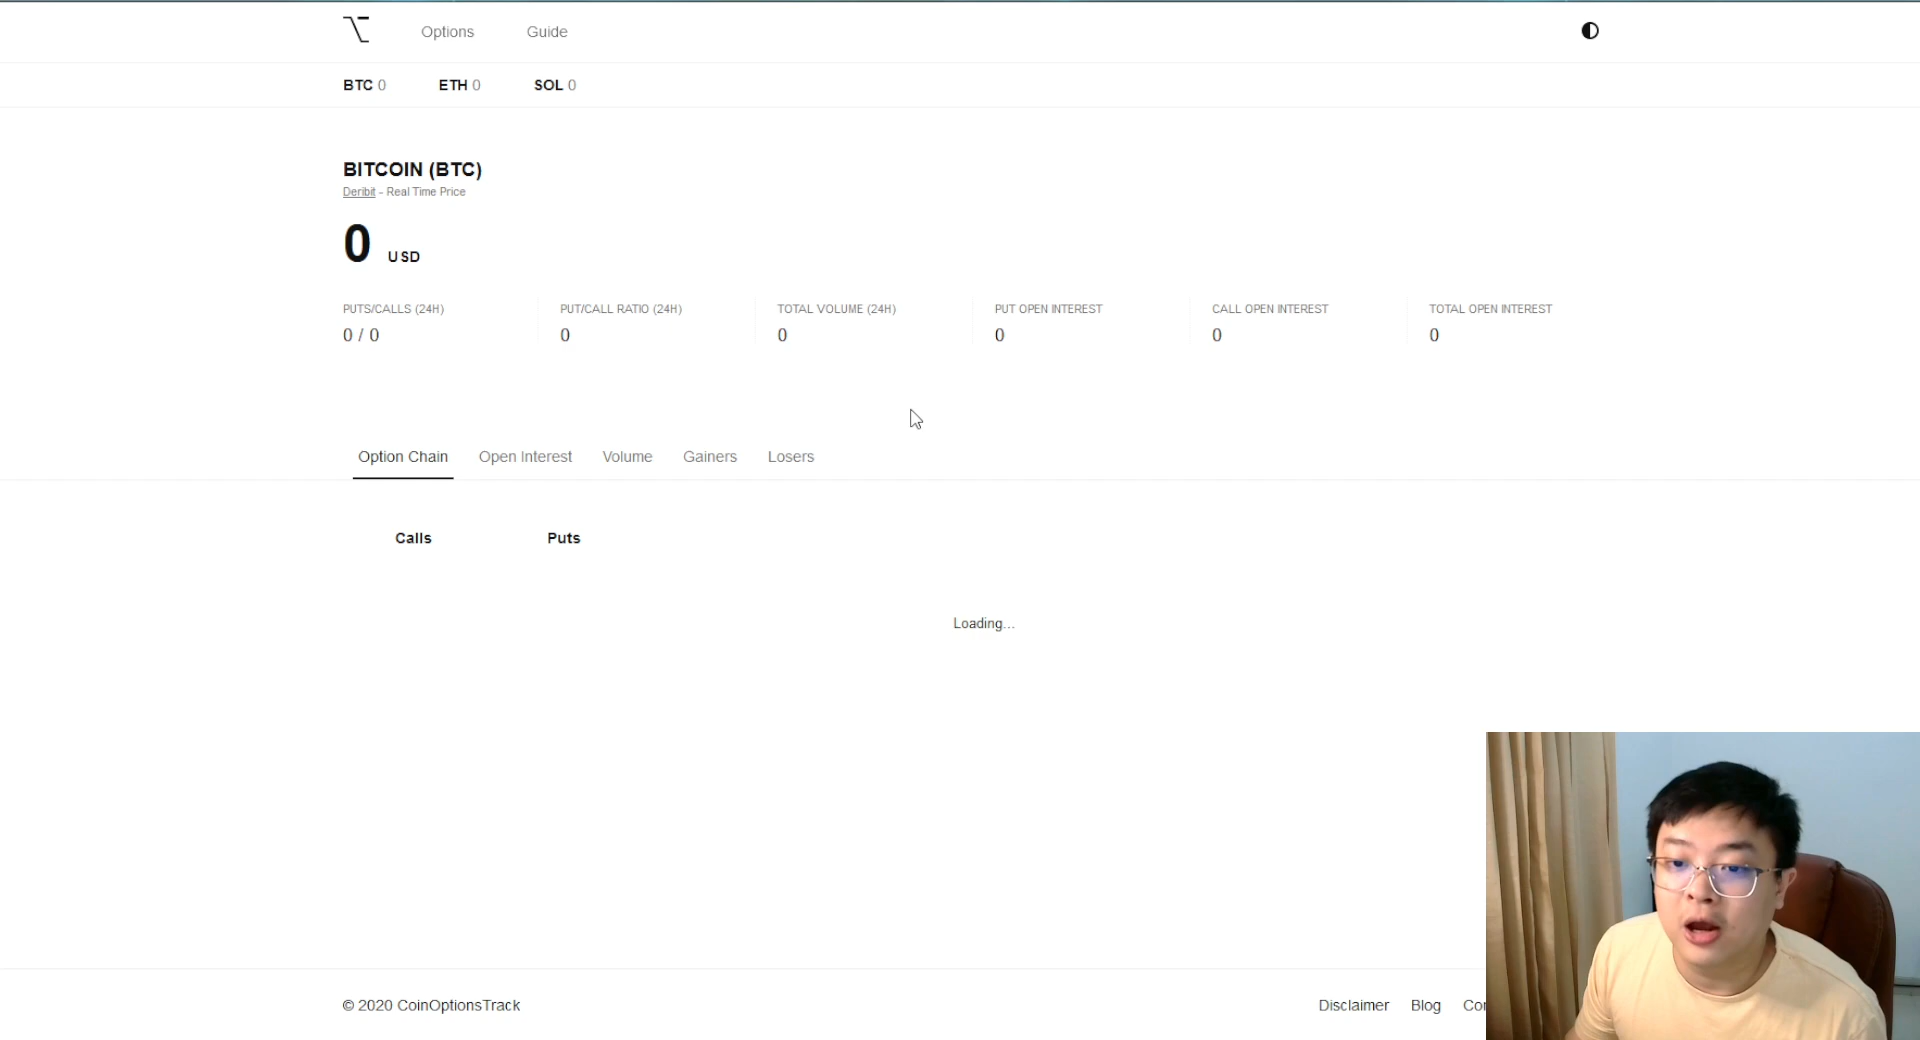 Options Guide
BTC 0 ETH 0 SOL 0
BITCOIN (BTC)
Deribit - Real Time Price
0 USD
PUTS/CALLS (24H) PUT/CALL RATIO (24H) TOTAL VOLUME (24H) PUT OPEN INTEREST CALL OPEN INTEREST TOTAL OPEN INTEREST
0 / 0 0 0 0 0 0
Option Chain Open Interest Volume Gainers Losers
Calls Puts
Loading...
© 2020 CoinOptionsTrack Disclaimer Blog